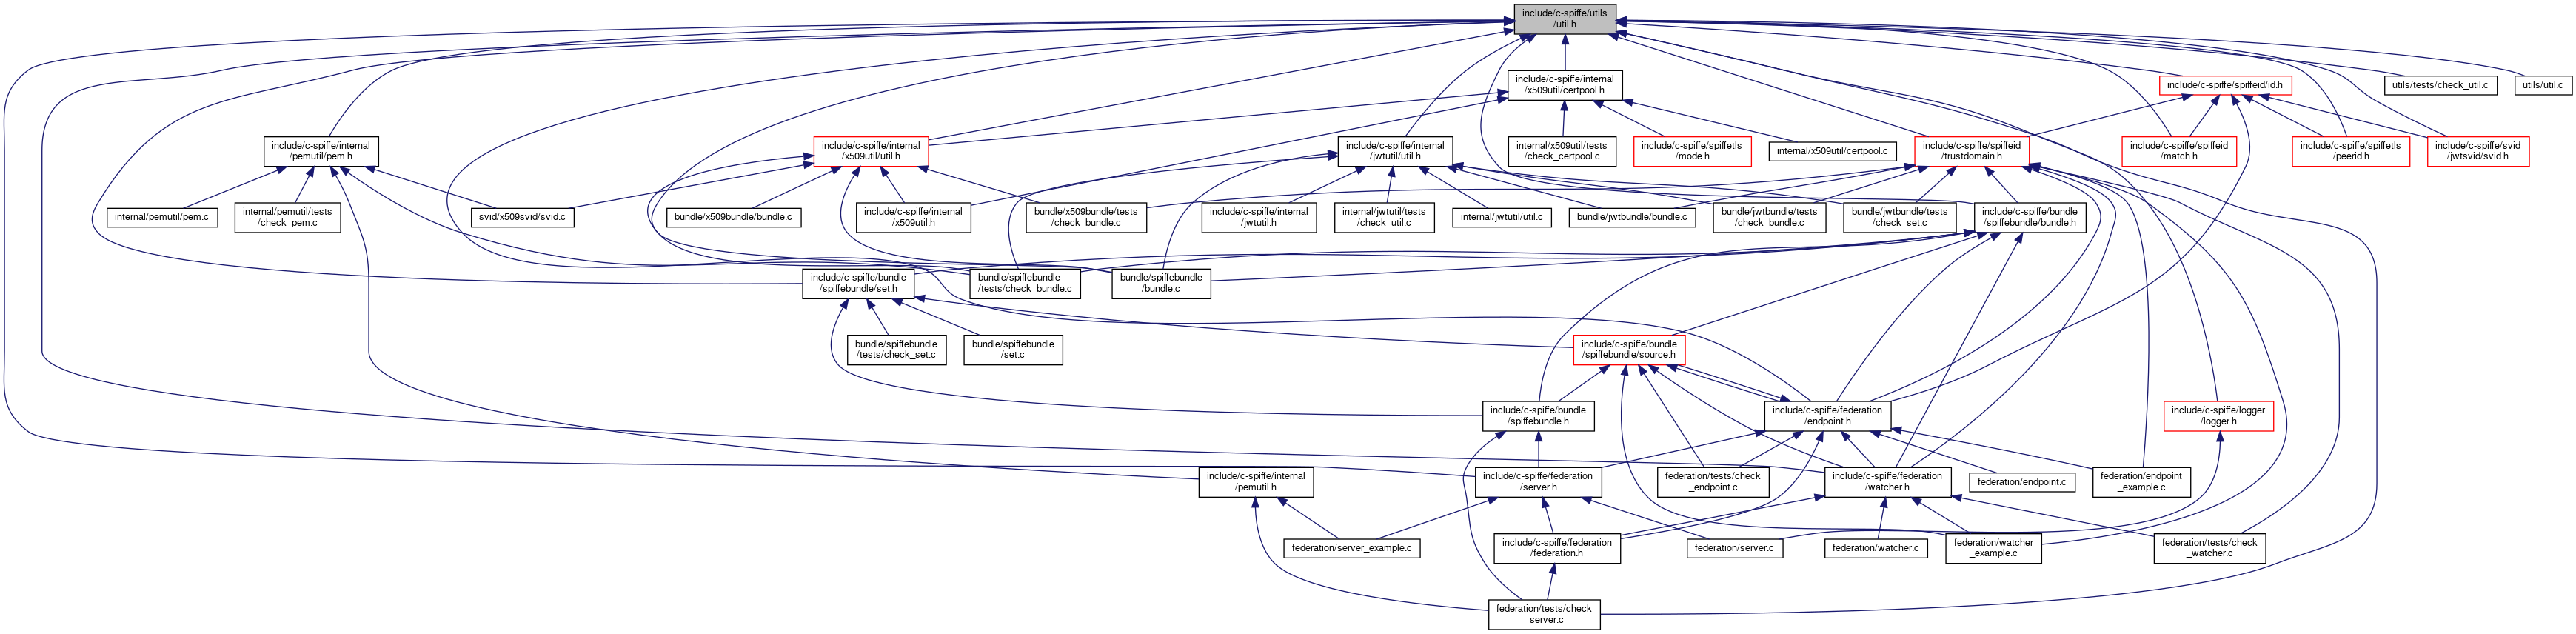 include/c-spiffe/utils
/util.h
include/c-spiffe/internal
/x509util/certpool.h
include/c-spiffe/spiffeid/id.h
utils/tests/check_util.c
utils/util.c
include/c-spiffe/internal
/pemutil/pem.h
include/c-spiffe/internal
/x509util/util.h
include/c-spiffe/internal
/jwtutil/util.h
internal/x509util/tests
/check_certpool.c
include/c-spiffe/spiffetls
/mode.h
internal/x509util/certpool.c
include/c-spiffe/spiffeid
/trustdomain.h
include/c-spiffe/spiffeid
/match.h
include/c-spiffe/spiffetls
/peerid.h
include/c-spiffe/svid
/jwtsvid/svid.h
internal/pemutil/pem.c
internal/pemutil/tests
/check_pem.c
svid/x509svid/svid.c
bundle/x509bundle/bundle.c
include/c-spiffe/internal
/x509util.h
bundle/x509bundle/tests
/check_bundle.c
include/c-spiffe/internal
/jwtutil.h
internal/jwtutil/tests
/check_util.c
internal/jwtutil/util.c
bundle/jwtbundle/bundle.c
bundle/jwtbundle/tests
/check_bundle.c
bundle/jwtbundle/tests
/check_set.c
include/c-spiffe/bundle
/spiffebundle/bundle.h
include/c-spiffe/bundle
/spiffebundle/set.h
bundle/spiffebundle
/tests/check_bundle.c
bundle/spiffebundle
/bundle.c
bundle/spiffebundle
/tests/check_set.c
bundle/spiffebundle
/set.c
include/c-spiffe/bundle
/spiffebundle/source.h
include/c-spiffe/bundle
/spiffebundle.h
include/c-spiffe/federation
/endpoint.h
include/c-spiffe/logger
/logger.h
include/c-spiffe/internal
/pemutil.h
include/c-spiffe/federation
/server.h
federation/tests/check
_endpoint.c
include/c-spiffe/federation
/watcher.h
federation/endpoint.c
federation/endpoint
_example.c
federation/server_example.c
include/c-spiffe/federation
/federation.h
federation/server.c
federation/watcher.c
federation/watcher
_example.c
federation/tests/check
_watcher.c
federation/tests/check
_server.c